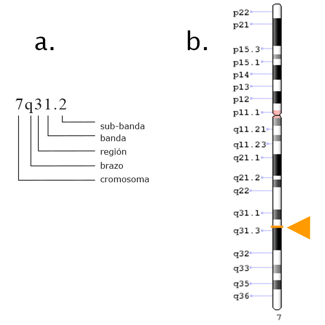 a.
7q31.2
sub-banda
banda
región
brazo
cromosoma
b.
p22
p21
p15.3
p15.1
p14
p13
p12
p11.1
q11.21
q11.23
q21.1
q21.2
q22
q31.1
q31.3
q32
q33
q35
q36
7